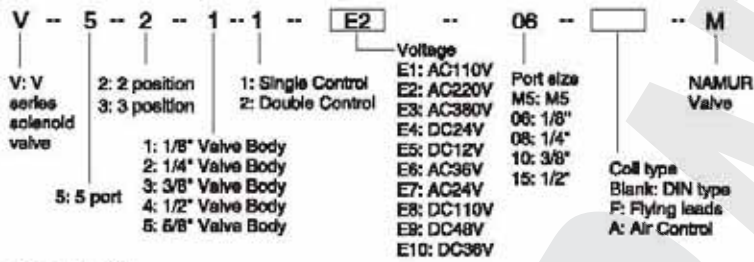 V -- 5 -- 2 -- 1 -- 1 -- E2 -- 06 -- -- M
V: V
series
solenoid
valve
5: 5 port
2: 2 position
3: 3 position
1: 1/8" Valve Body
2: 1/4" Valve Body
3: 3/8" Valve Body
4: 1/2" Valve Body
5: 5/8" Valve Body
1: Single Control
2: Double Control
Voltage
E1: AC110V
E2: AC220V
E3: AC380V
E4: DC24V
E5: DC12V
E6: AC36V
E7: AC24V
E8: DC110V
E9: DC48V
E10: DC36V
Port size
M5: M5
06: 1/8"
08: 1/4"
10: 3/8"
15: 1/2"
Coil type
Blank: DIN type
F: Flying leads
A: Air Control
NAMUR
Valve